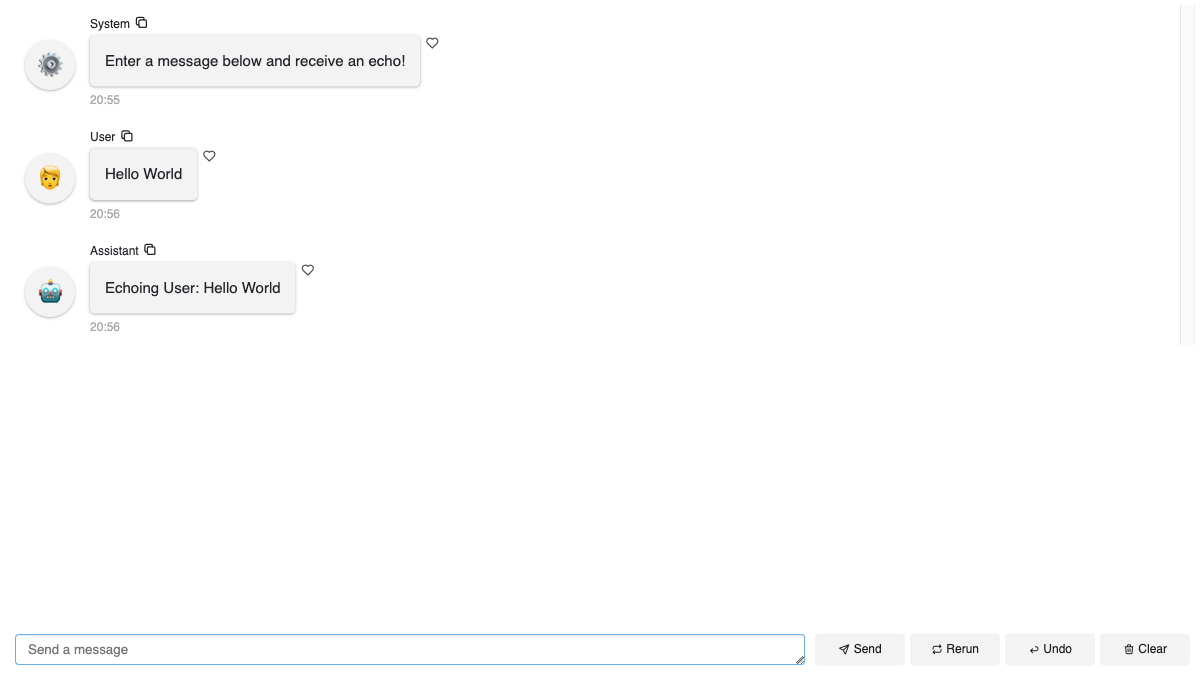 System
Enter a message below and receive an echo!
20:55
User
Hello World
20:56
Assistant
Echoing User: Hello World
20:56
Send a message
Send
Rerun
Undo
Clear